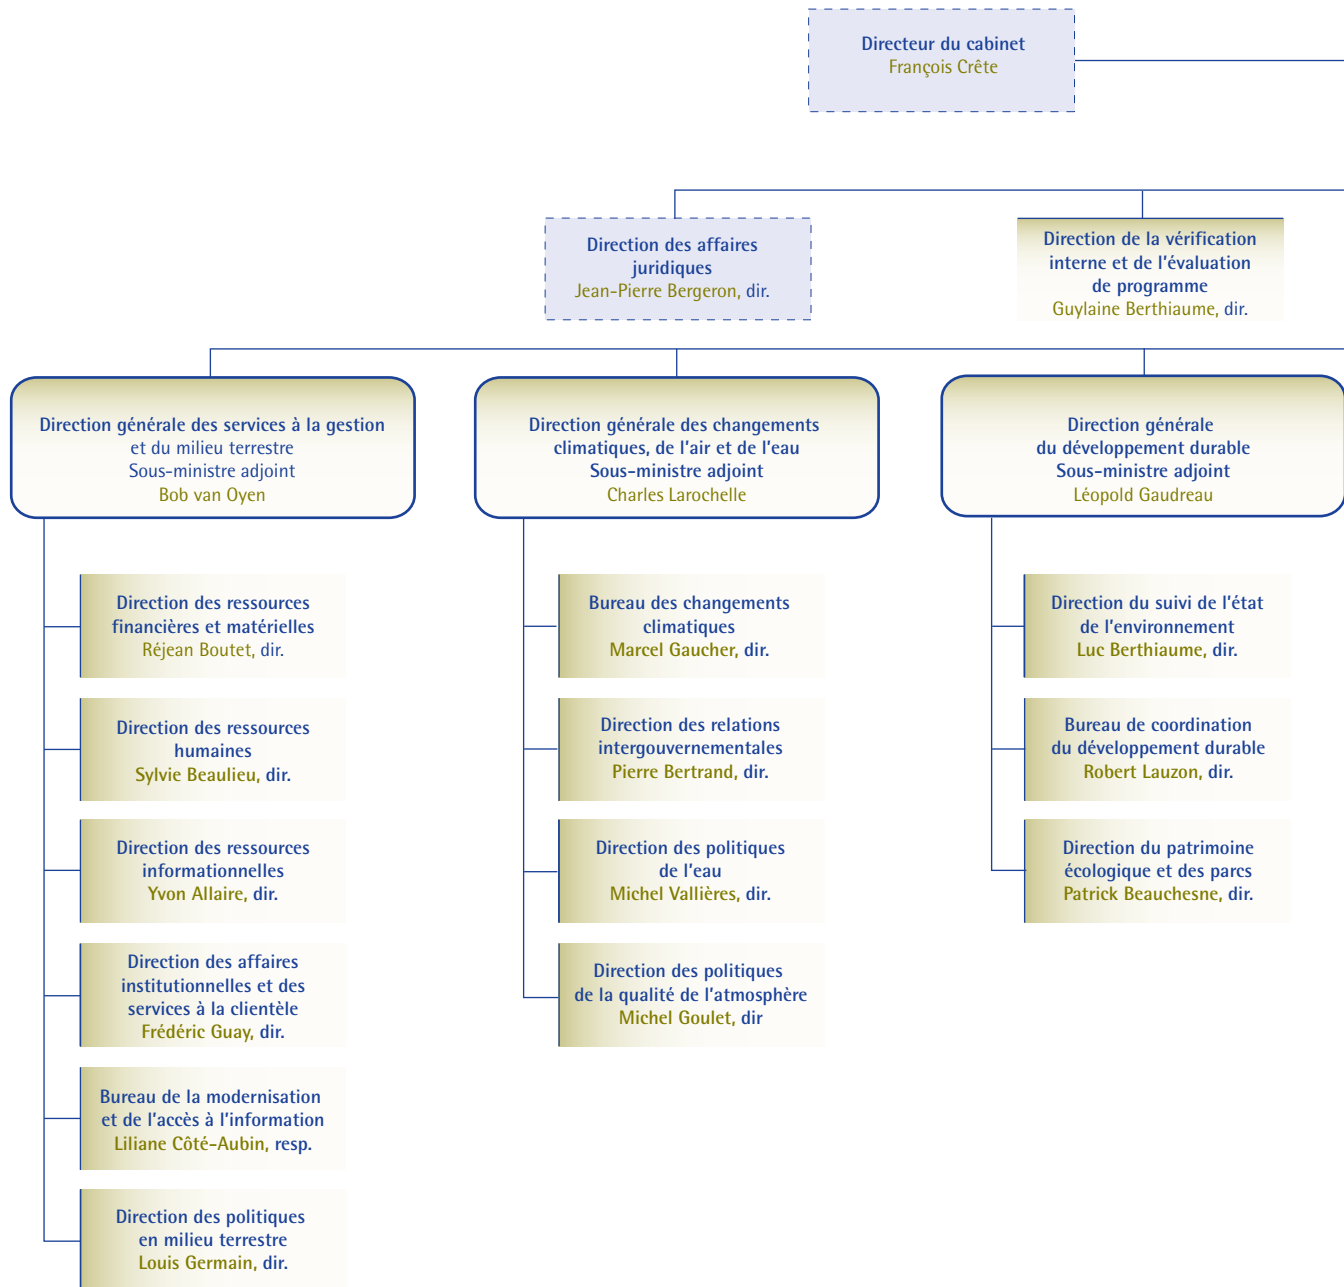 Directeur du cabinet
François Crête
Direction des affaires
juridiques
Jean-Pierre Bergeron, dir.
Direction de la vérification
interne et de l'évaluation
de programme
Guylaine Berthiaume, dir.
Direction générale des services à la gestion
et du milieu terrestre
Sous-ministre adjoint
Bob van Oyen
Direction générale des changements
climatiques, de l'air et de l'eau
Sous-ministre adjoint
Charles Larochelle
Direction générale
du développement durable
Sous-ministre adjoint
Léopold Gaudreau
Direction des ressources
financières et matérielles
Réjean Boutet, dir.
Direction des ressources
humaines
Sylvie Beaulieu, dir.
Direction des ressources
informationnelles
Yvon Allaire, dir.
Direction des affaires
institutionnelles et des
services à la clientèle
Frédéric Guay, dir.
Bureau de la modernisation
et de l'accès à l'information
Liliane Côté-Aubin, resp.
Direction des politiques
en milieu terrestre
Louis Germain, dir.
Bureau des changements
climatiques
Marcel Gaucher, dir.
Direction des relations
intergouvernementales
Pierre Bertrand, dir.
Direction des politiques
de l'eau
Michel Vallières, dir.
Direction des politiques
de la qualité de l'atmosphère
Michel Goulet, dir
Direction du suivi de l'état
de l'environnement
Luc Berthiaume, dir.
Bureau de coordination
du développement durable
Robert Lauzon, dir.
Direction du patrimoine
écologique et des parcs
Patrick Beauchesne, dir.